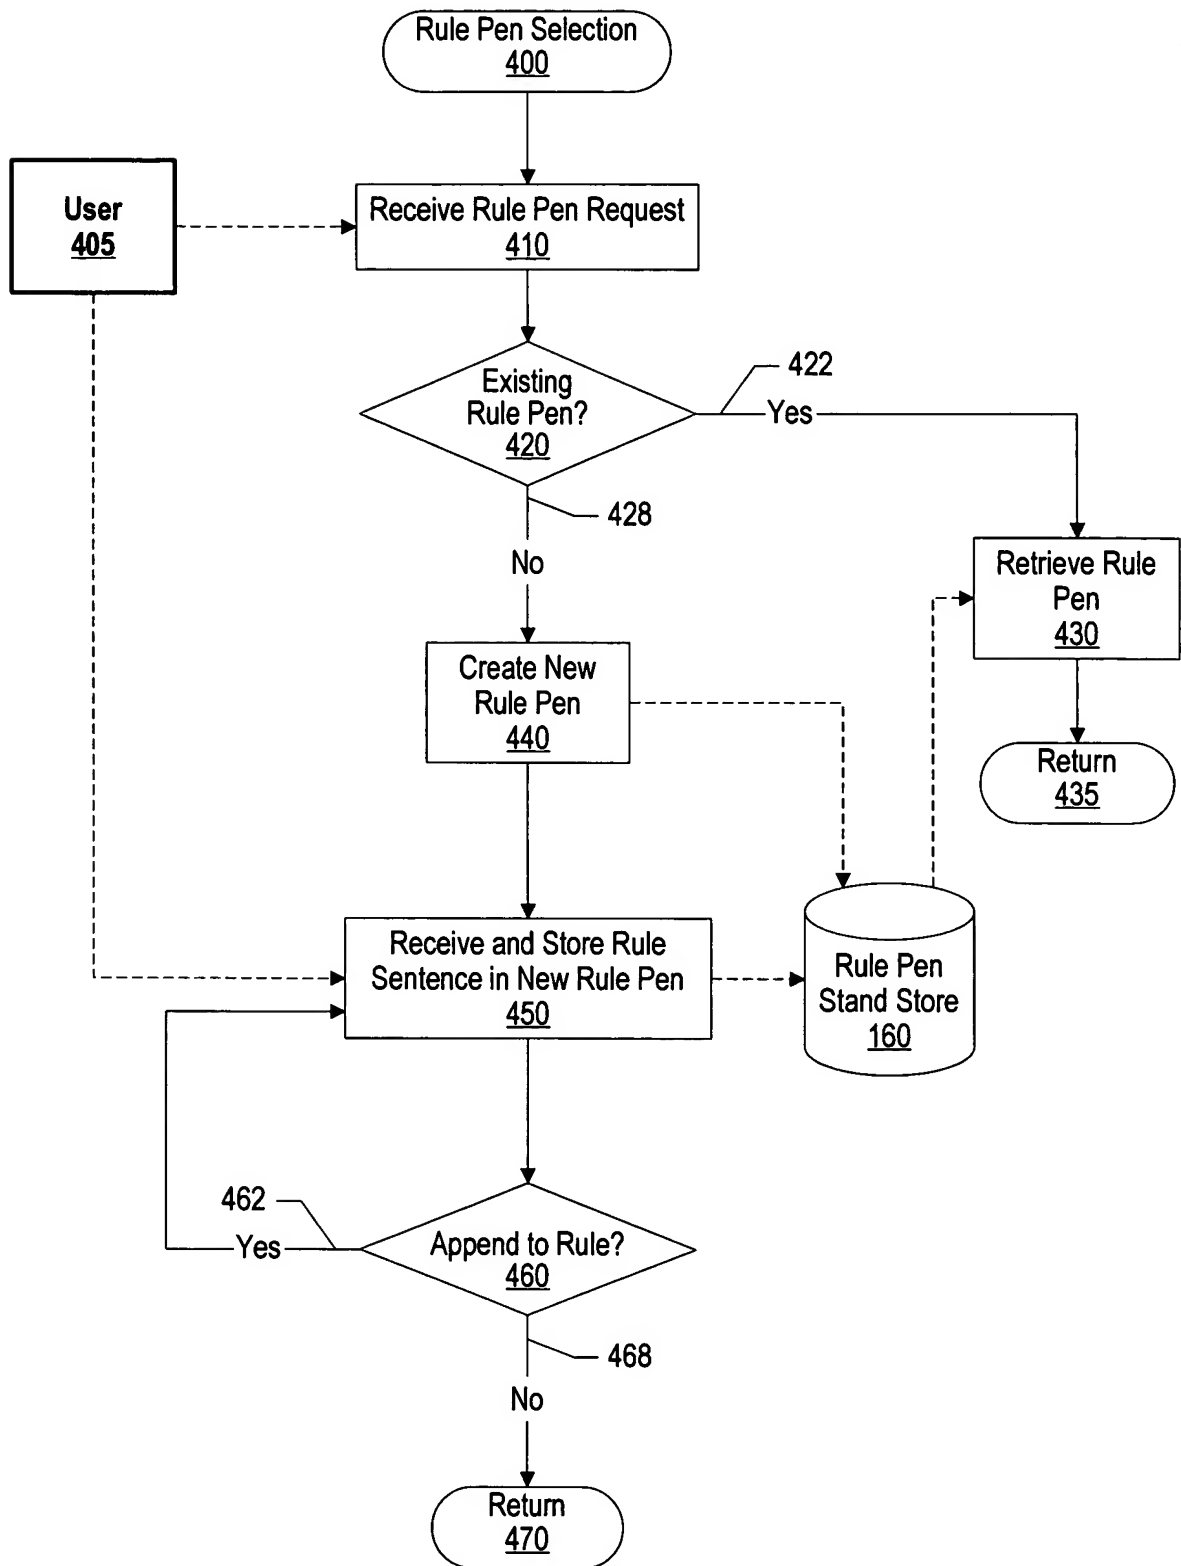 Rule Pen Selection
400
User
405
Receive Rule Pen Request
410
Existing
Rule Pen?
420
422
Yes
428
No
Retrieve Rule
Pen
430
Create New
Rule Pen
440
Return
435
Receive and Store Rule
Sentence in New Rule Pen
450
Rule Pen
Stand Store
160
462
Yes
Append to Rule?
460
468
No
Return
470